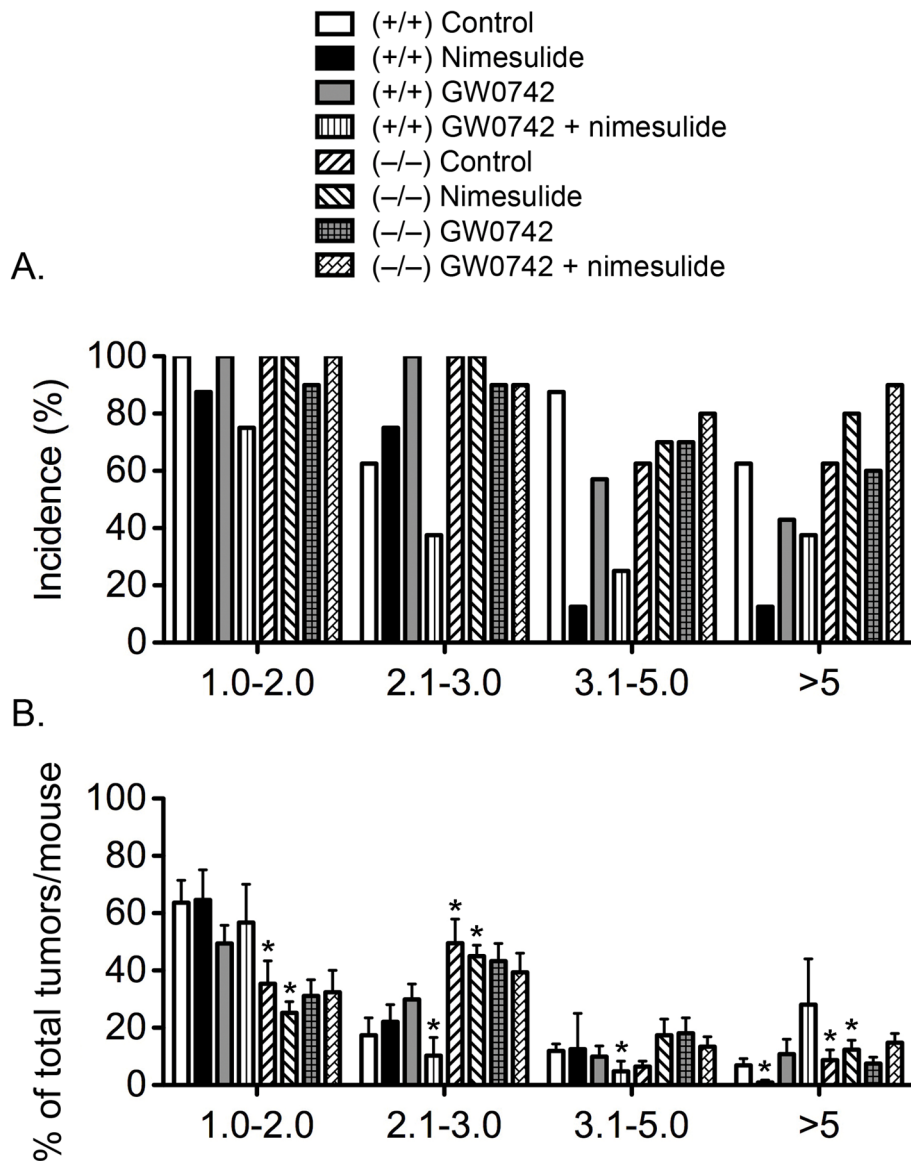 (+/+) Control
(+/+) Nimesulide
(+/+) GW0742
(+/+) GW0742 + nimesulide
(–/–) Control
(–/–) Nimesulide
(–/–) GW0742
(–/–) GW0742 + nimesulide
A.
Incidence (%)
100
80
60
40
20
0
1.0-2.0 2.1-3.0 3.1-5.0 >5
B.
% of total tumors/mouse
100
80
60
40
20
0
* * * * * * * * *
1.0-2.0 2.1-3.0 3.1-5.0 >5